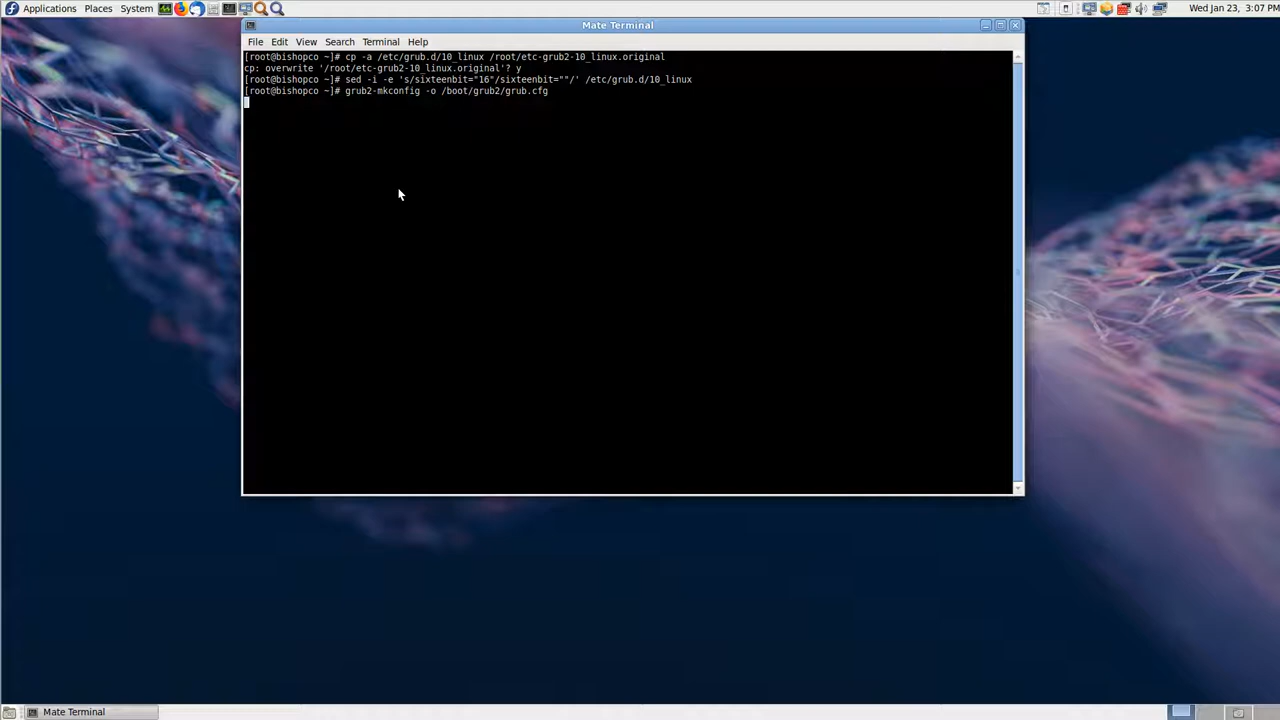 Applications Places System
Wed Jan 23, 3:07 PM
Mate Terminal
File Edit View Search Terminal Help
[root@bishopco ~]# cp -a /etc/grub.d/10_linux /root/etc-grub2-10_linux.original
cp: overwrite '/root/etc-grub2-10_linux.original'? y
[root@bishopco ~]# sed -i -e 's/sixteenbit="16"/sixteenbit=""/' /etc/grub.d/10_linux
[root@bishopco ~]# grub2-mkconfig -o /boot/grub2/grub.cfg
Mate Terminal